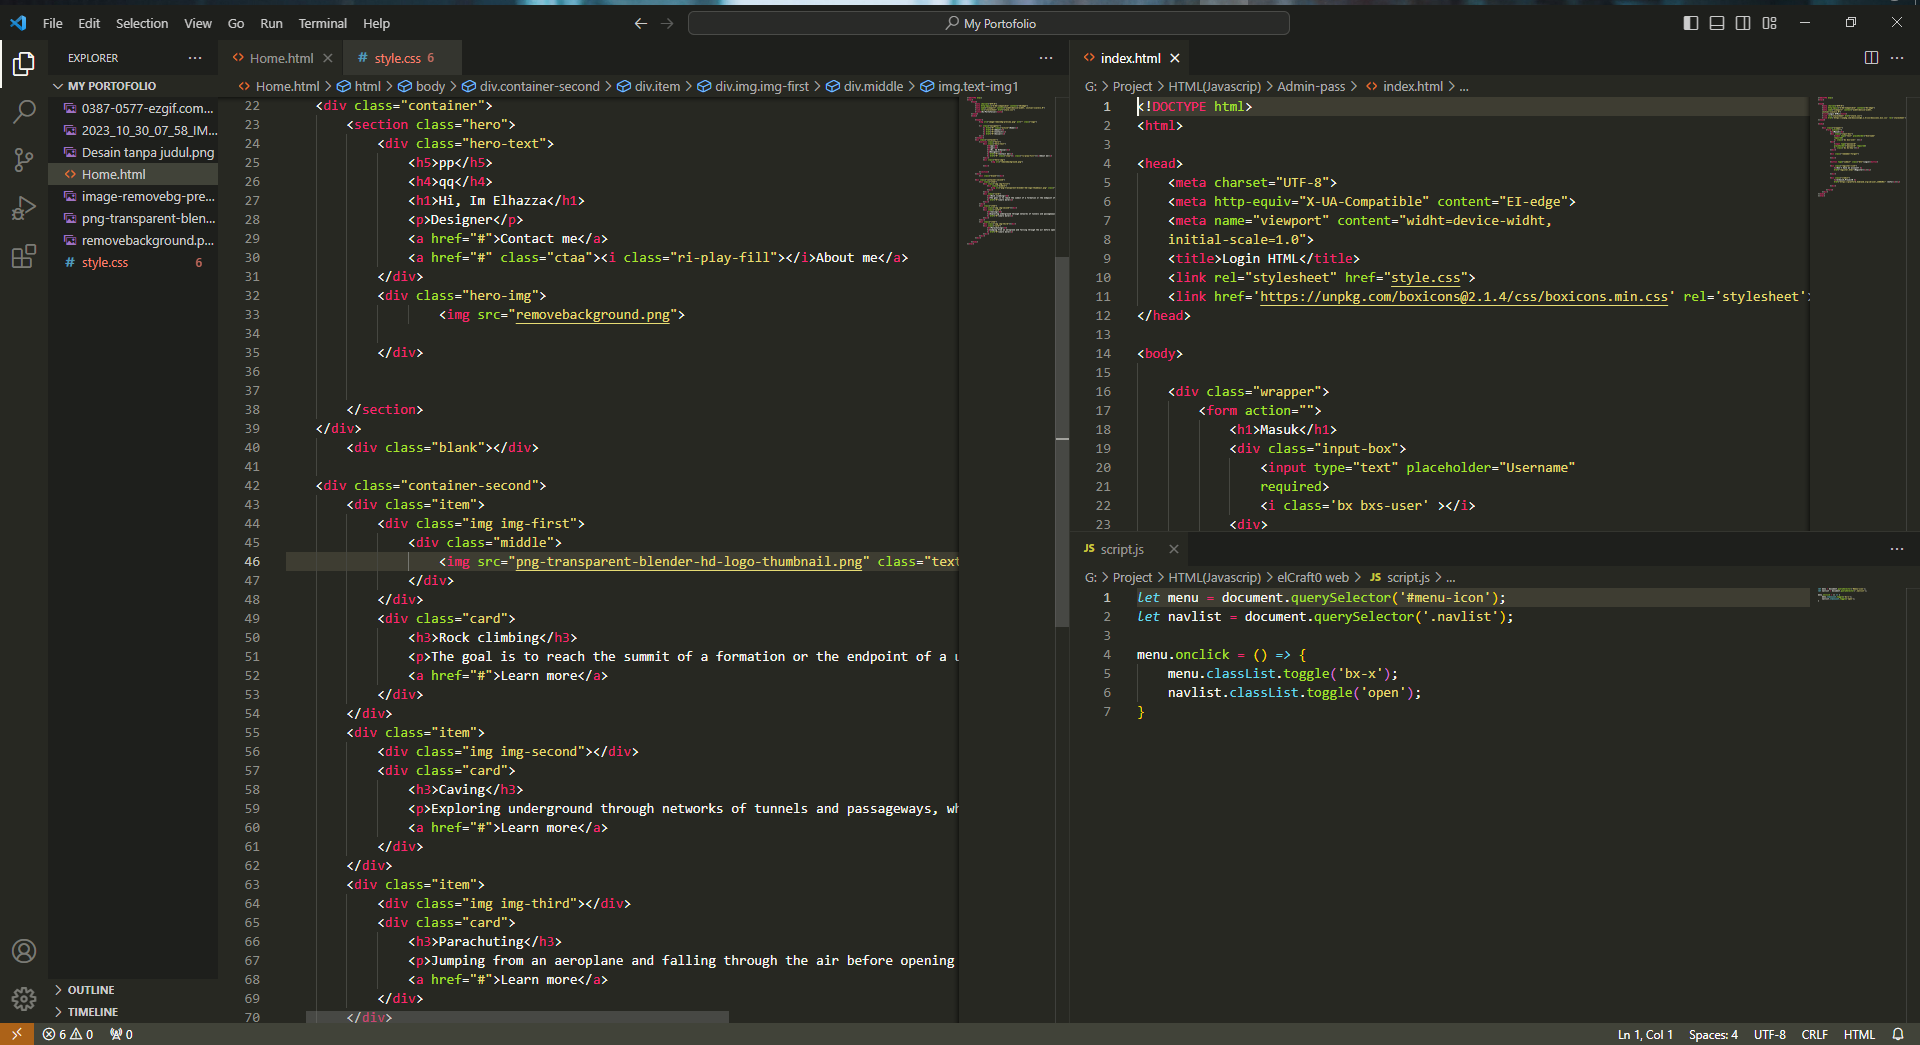 File Edit Selection View Go Run Terminal Help
My Portofolio
EXPLORER
MY PORTOFOLIO
0387-0577-ezgif.com...
2023_10_30_07_58_IM...
Desain tanpa judul.png
Home.html
image-removebg-pre...
png-transparent-blen...
removebackground.p...
style.css 6
OUTLINE
TIMELINE
Home.html
style.css 6
Home.html > html > body > div.container-second > div.item > div.img.img-first > div.middle > img.text-img1
22 <div class="container">
23 <section class="hero">
24 <div class="hero-text">
25 <h5>pp</h5>
26 <h4>qq</h4>
27 <h1>Hi, Im Elhazza</h1>
28 <p>Designer</p>
29 <a href="#">Contact me</a>
30 <a href="#" class="ctaa"><i class="ri-play-fill"></i>About me</a>
31 </div>
32 <div class="hero-img">
33 <img src="removebackground.png">
34
35 </div>
36
37
38 </section>
39 </div>
40 <div class="blank"></div>
41
42 <div class="container-second">
43 <div class="item">
44 <div class="img img-first">
45 <div class="middle">
46 <img src="png-transparent-blender-hd-logo-thumbnail.png" class="text
47 </div>
48 </div>
49 <div class="card">
50 <h3>Rock climbing</h3>
51 <p>The goal is to reach the summit of a formation or the endpoint of a u
52 <a href="#">Learn more</a>
53 </div>
54 </div>
55 <div class="item">
56 <div class="img img-second"></div>
57 <div class="card">
58 <h3>Caving</h3>
59 <p>Exploring underground through networks of tunnels and passageways, wh
60 <a href="#">Learn more</a>
61 </div>
62 </div>
63 <div class="item">
64 <div class="img img-third"></div>
65 <div class="card">
66 <h3>Parachuting</h3>
67 <p>Jumping from an aeroplane and falling through the air before opening
68 <a href="#">Learn more</a>
69 </div>
70 </div>
index.html
G: > Project > HTML(Javascrip) > Admin-pass > index.html > ...
1 <!DOCTYPE html>
2 <html>
3
4 <head>
5 <meta charset="UTF-8">
6 <meta http-equiv="X-UA-Compatible" content="EI-edge">
7 <meta name="viewport" content="widht=device-widht,
8 initial-scale=1.0">
9 <title>Login HTML</title>
10 <link rel="stylesheet" href="style.css">
11 <link href='https://unpkg.com/boxicons@2.1.4/css/boxicons.min.css' rel='stylesheet'>
12 </head>
13
14 <body>
15
16 <div class="wrapper">
17 <form action="">
18 <h1>Masuk</h1>
19 <div class="input-box">
20 <input type="text" placeholder="Username"
21 required>
22 <i class='bx bxs-user' ></i>
23 <div>
JS script.js
G: > Project > HTML(Javascrip) > elCraft0 web > JS script.js > ...
1 let menu = document.querySelector('#menu-icon');
2 let navlist = document.querySelector('.navlist');
3
4 menu.onclick = () => {
5 menu.classList.toggle('bx-x');
6 navlist.classList.toggle('open');
7 }
6 0 0
Ln 1, Col 1 Spaces: 4 UTF-8 CRLF HTML